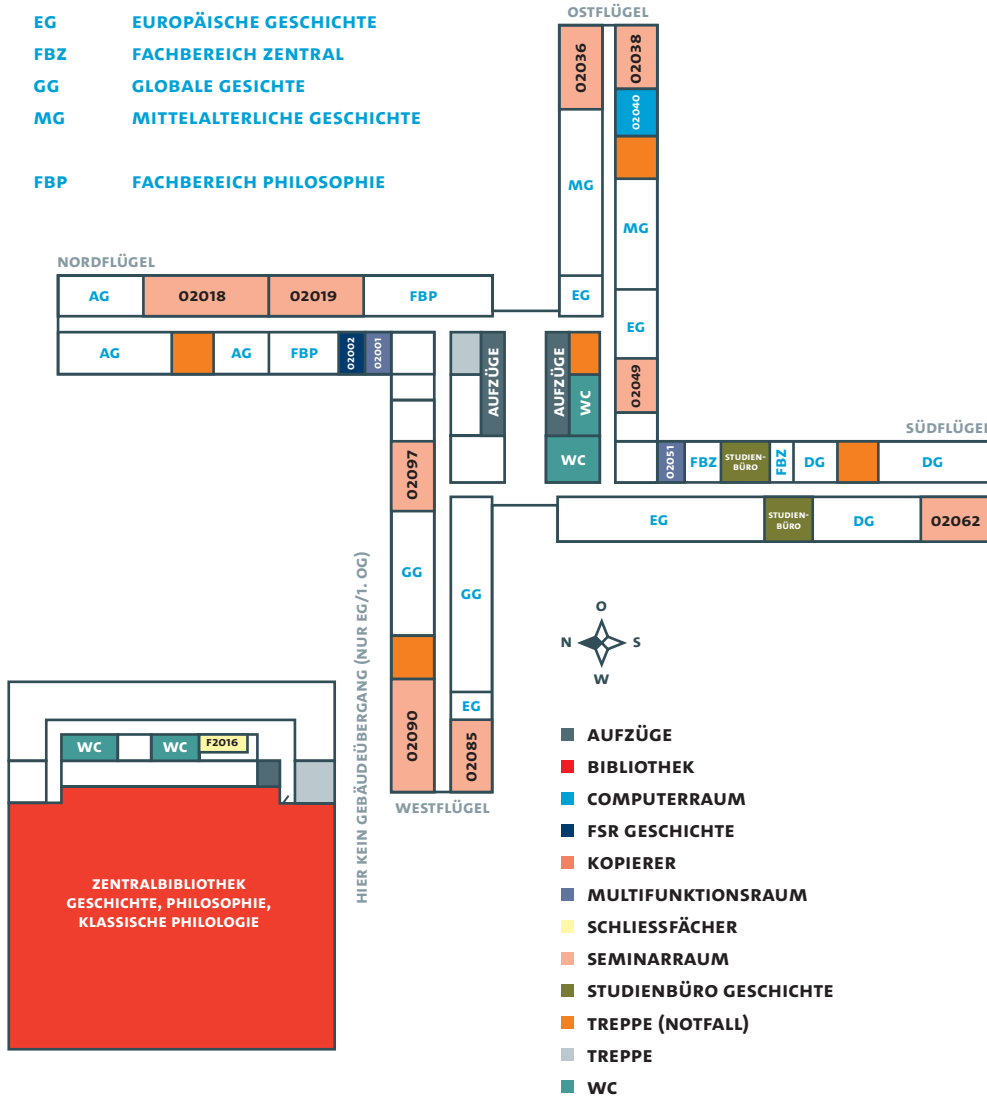 EG EUROPÄISCHE GESCHICHTE
FBZ FACHBEREICH ZENTRAL
GG GLOBALE GESICHTE
MG MITTELALTERLICHE GESCHICHTE
FBP FACHBEREICH PHILOSOPHIE
OSTFLÜGEL
02036
02038
02040
MG
MG
EG
EG
02049
NORDFLÜGEL
AG
02018
02019
FBP
AG
AG
FBP
02002
02001
AUFZÜGE
AUFZÜGE
WC
WC
SÜDFLÜGEL
02051
FBZ
STUDIEN-
BÜRO
FBZ
DG
DG
EG
STUDIEN-
BÜRO
DG
02062
02097
GG
GG
EG
02090
02085
WESTFLÜGEL
HIER KEIN GEBÄUDEÜBERGANG (NUR EG/1. OG)
O
N S
W
WC
WC
F2016
ZENTRALBIBLIOTHEK
GESCHICHTE, PHILOSOPHIE,
KLASSISCHE PHILOLOGIE
AUFZÜGE
BIBLIOTHEK
COMPUTERRAUM
FSR GESCHICHTE
KOPIERER
MULTIFUNKTIONSRAUM
SCHLIESSFÄCHER
SEMINARRAUM
STUDIENBÜRO GESCHICHTE
TREPPE (NOTFALL)
TREPPE
WC